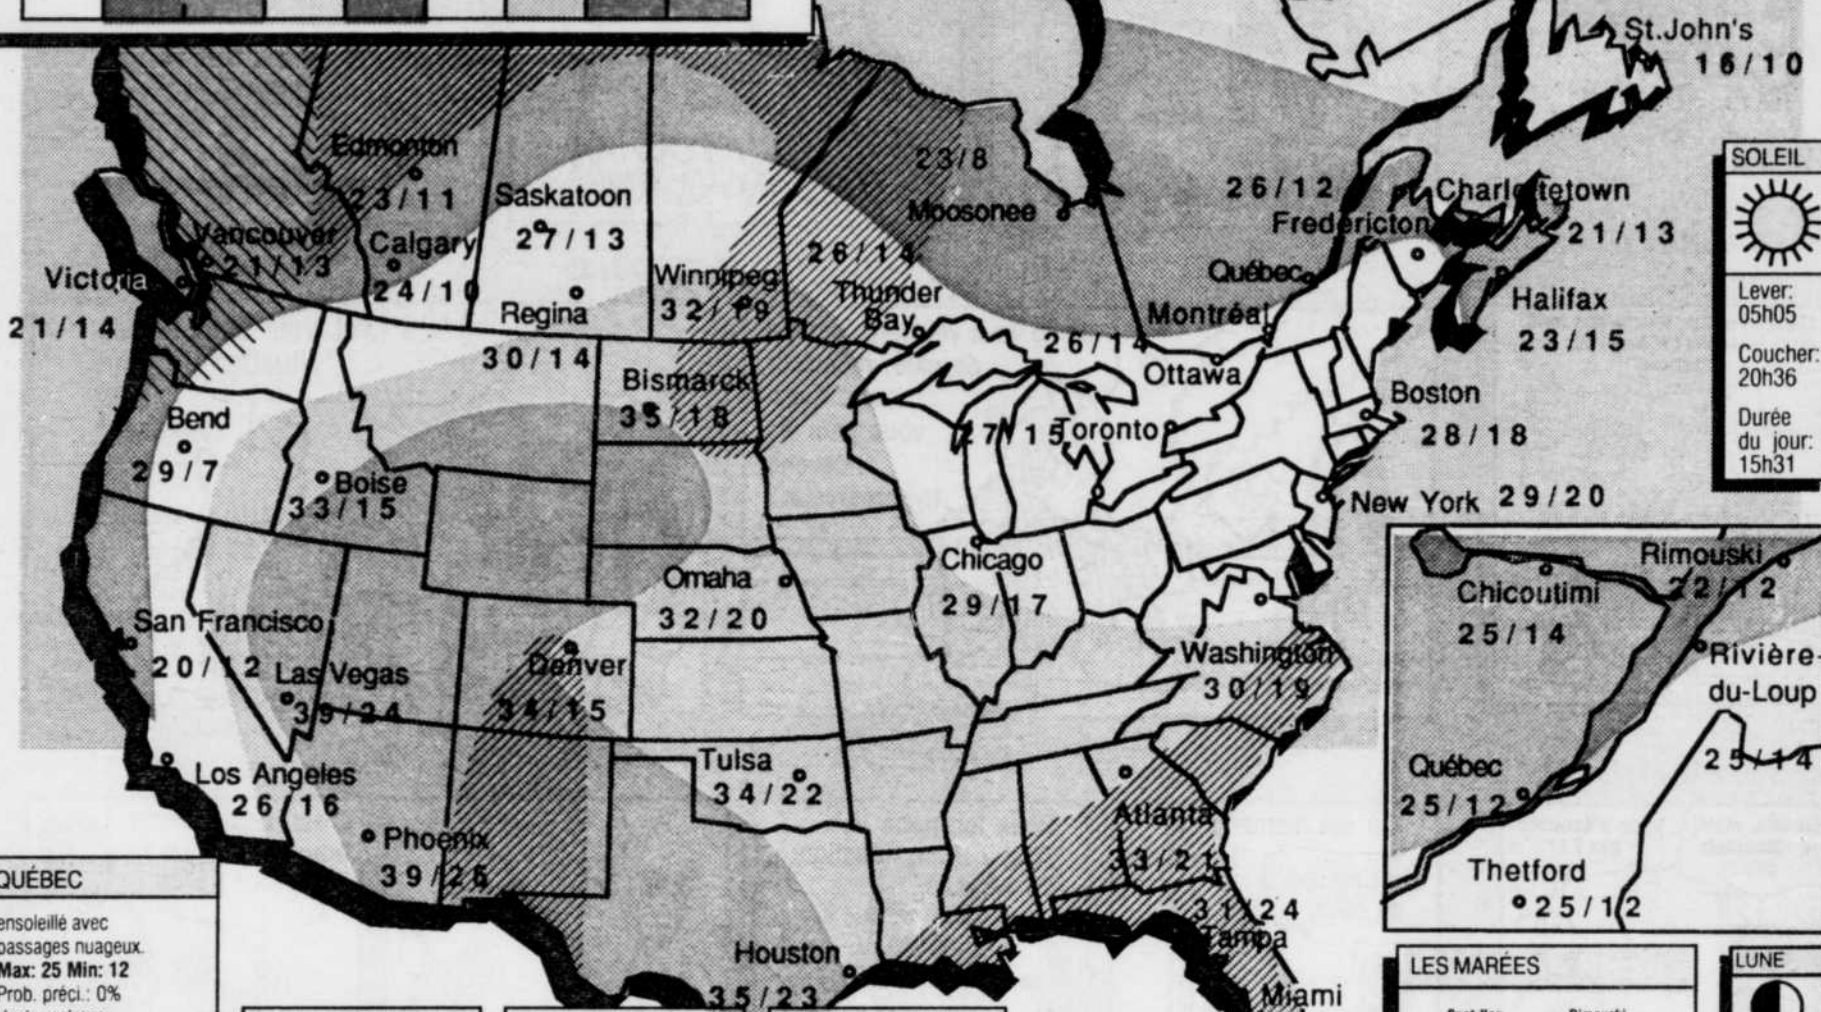 St.John's
16/10
Edmonton
23/11
Saskatoon
27/13
23/8
Moosonee
26/12
Charlottetown
Fredericton
21/13
SOLEIL
Vancouver
21/13
Calgary
24/10
Winnipeg
32/19
26/14
Thunder
Bay
Québec
Victoria
21/14
Regina
30/14
Montréal
Halifax
23/15
Lever:
05h05
Coucher:
20h36
Durée
du jour:
15h31
26/14
Ottawa
Bismarck
35/18
Boston
28/18
Bend
29/7
27/15
Toronto
Boise
33/15
New York 29/20
Chicago
29/17
Omaha
32/20
Rimouski
22/12
Chicoutimi
25/14
San Francisco
20/12
Las Vegas
39/24
Denver
34/15
Washington
30/19
Rivière-
du-Loup
25/14
Los Angeles
26/16
Tulsa
34/22
Québec
25/12
Phoenix
39/26
Atlanta
33/21
Thetford
25/12
31/24
Tampa
Houston
35/23
Miami
QUÉBEC
ensoleillé avec
passages nuageux.
Max: 25 Min: 12
Prob. préci.: 0%
LES MARÉES
LUNE